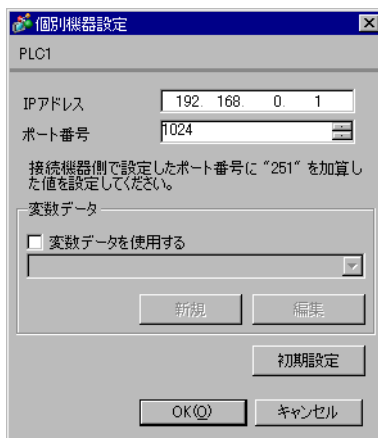 個別機器設定
PLC1
IPアドレス 192. 168. 0. 1
ポート番号 1024
接続機器側で設定したポート番号に "251" を加算し
た値を設定してください。
変数データ
変数データを使用する
新規 編集
初期設定
OK(O) キャンセル